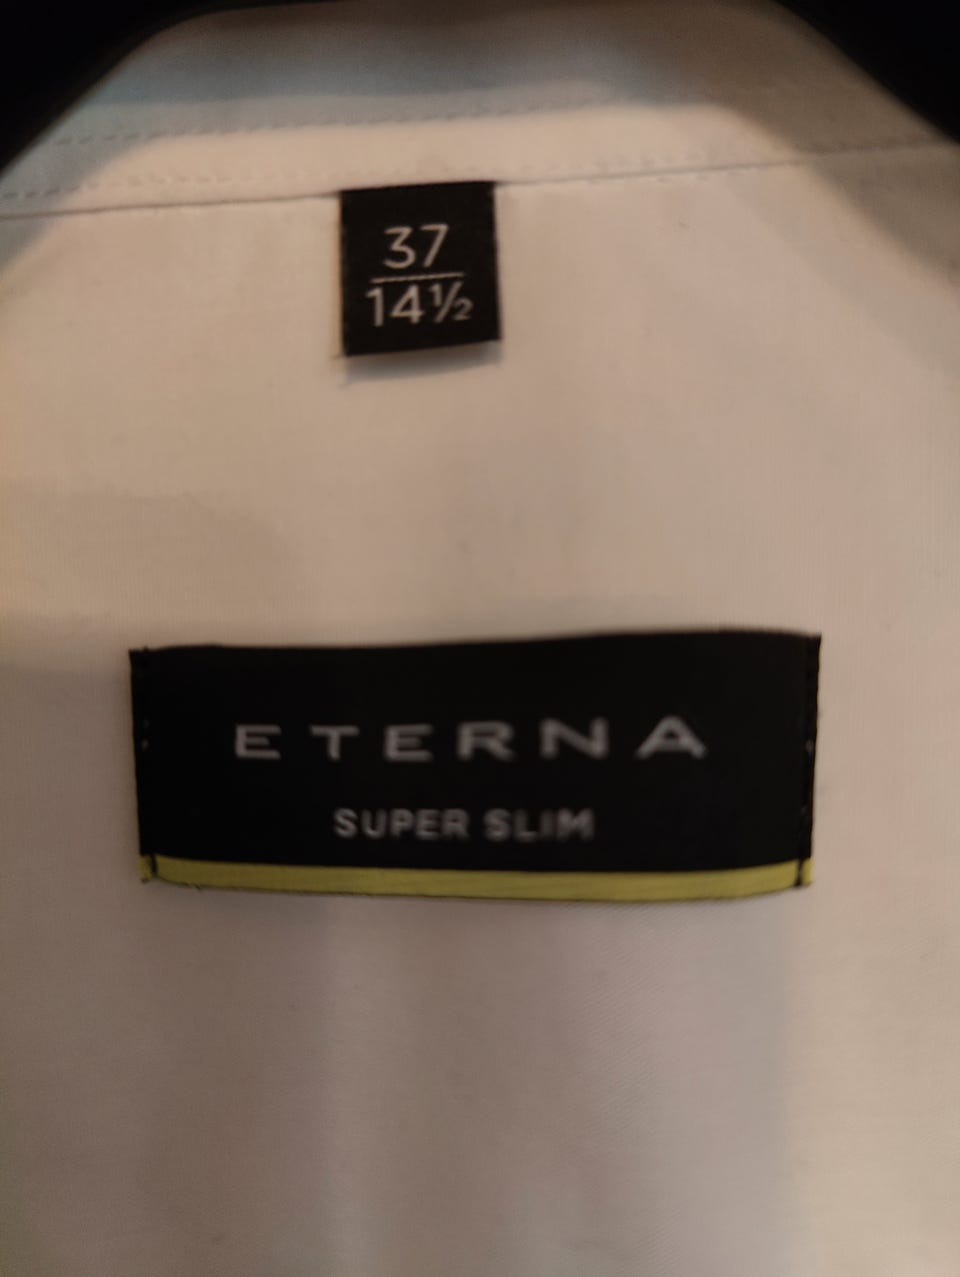 37
14½
ETERNA
SUPER SLIM